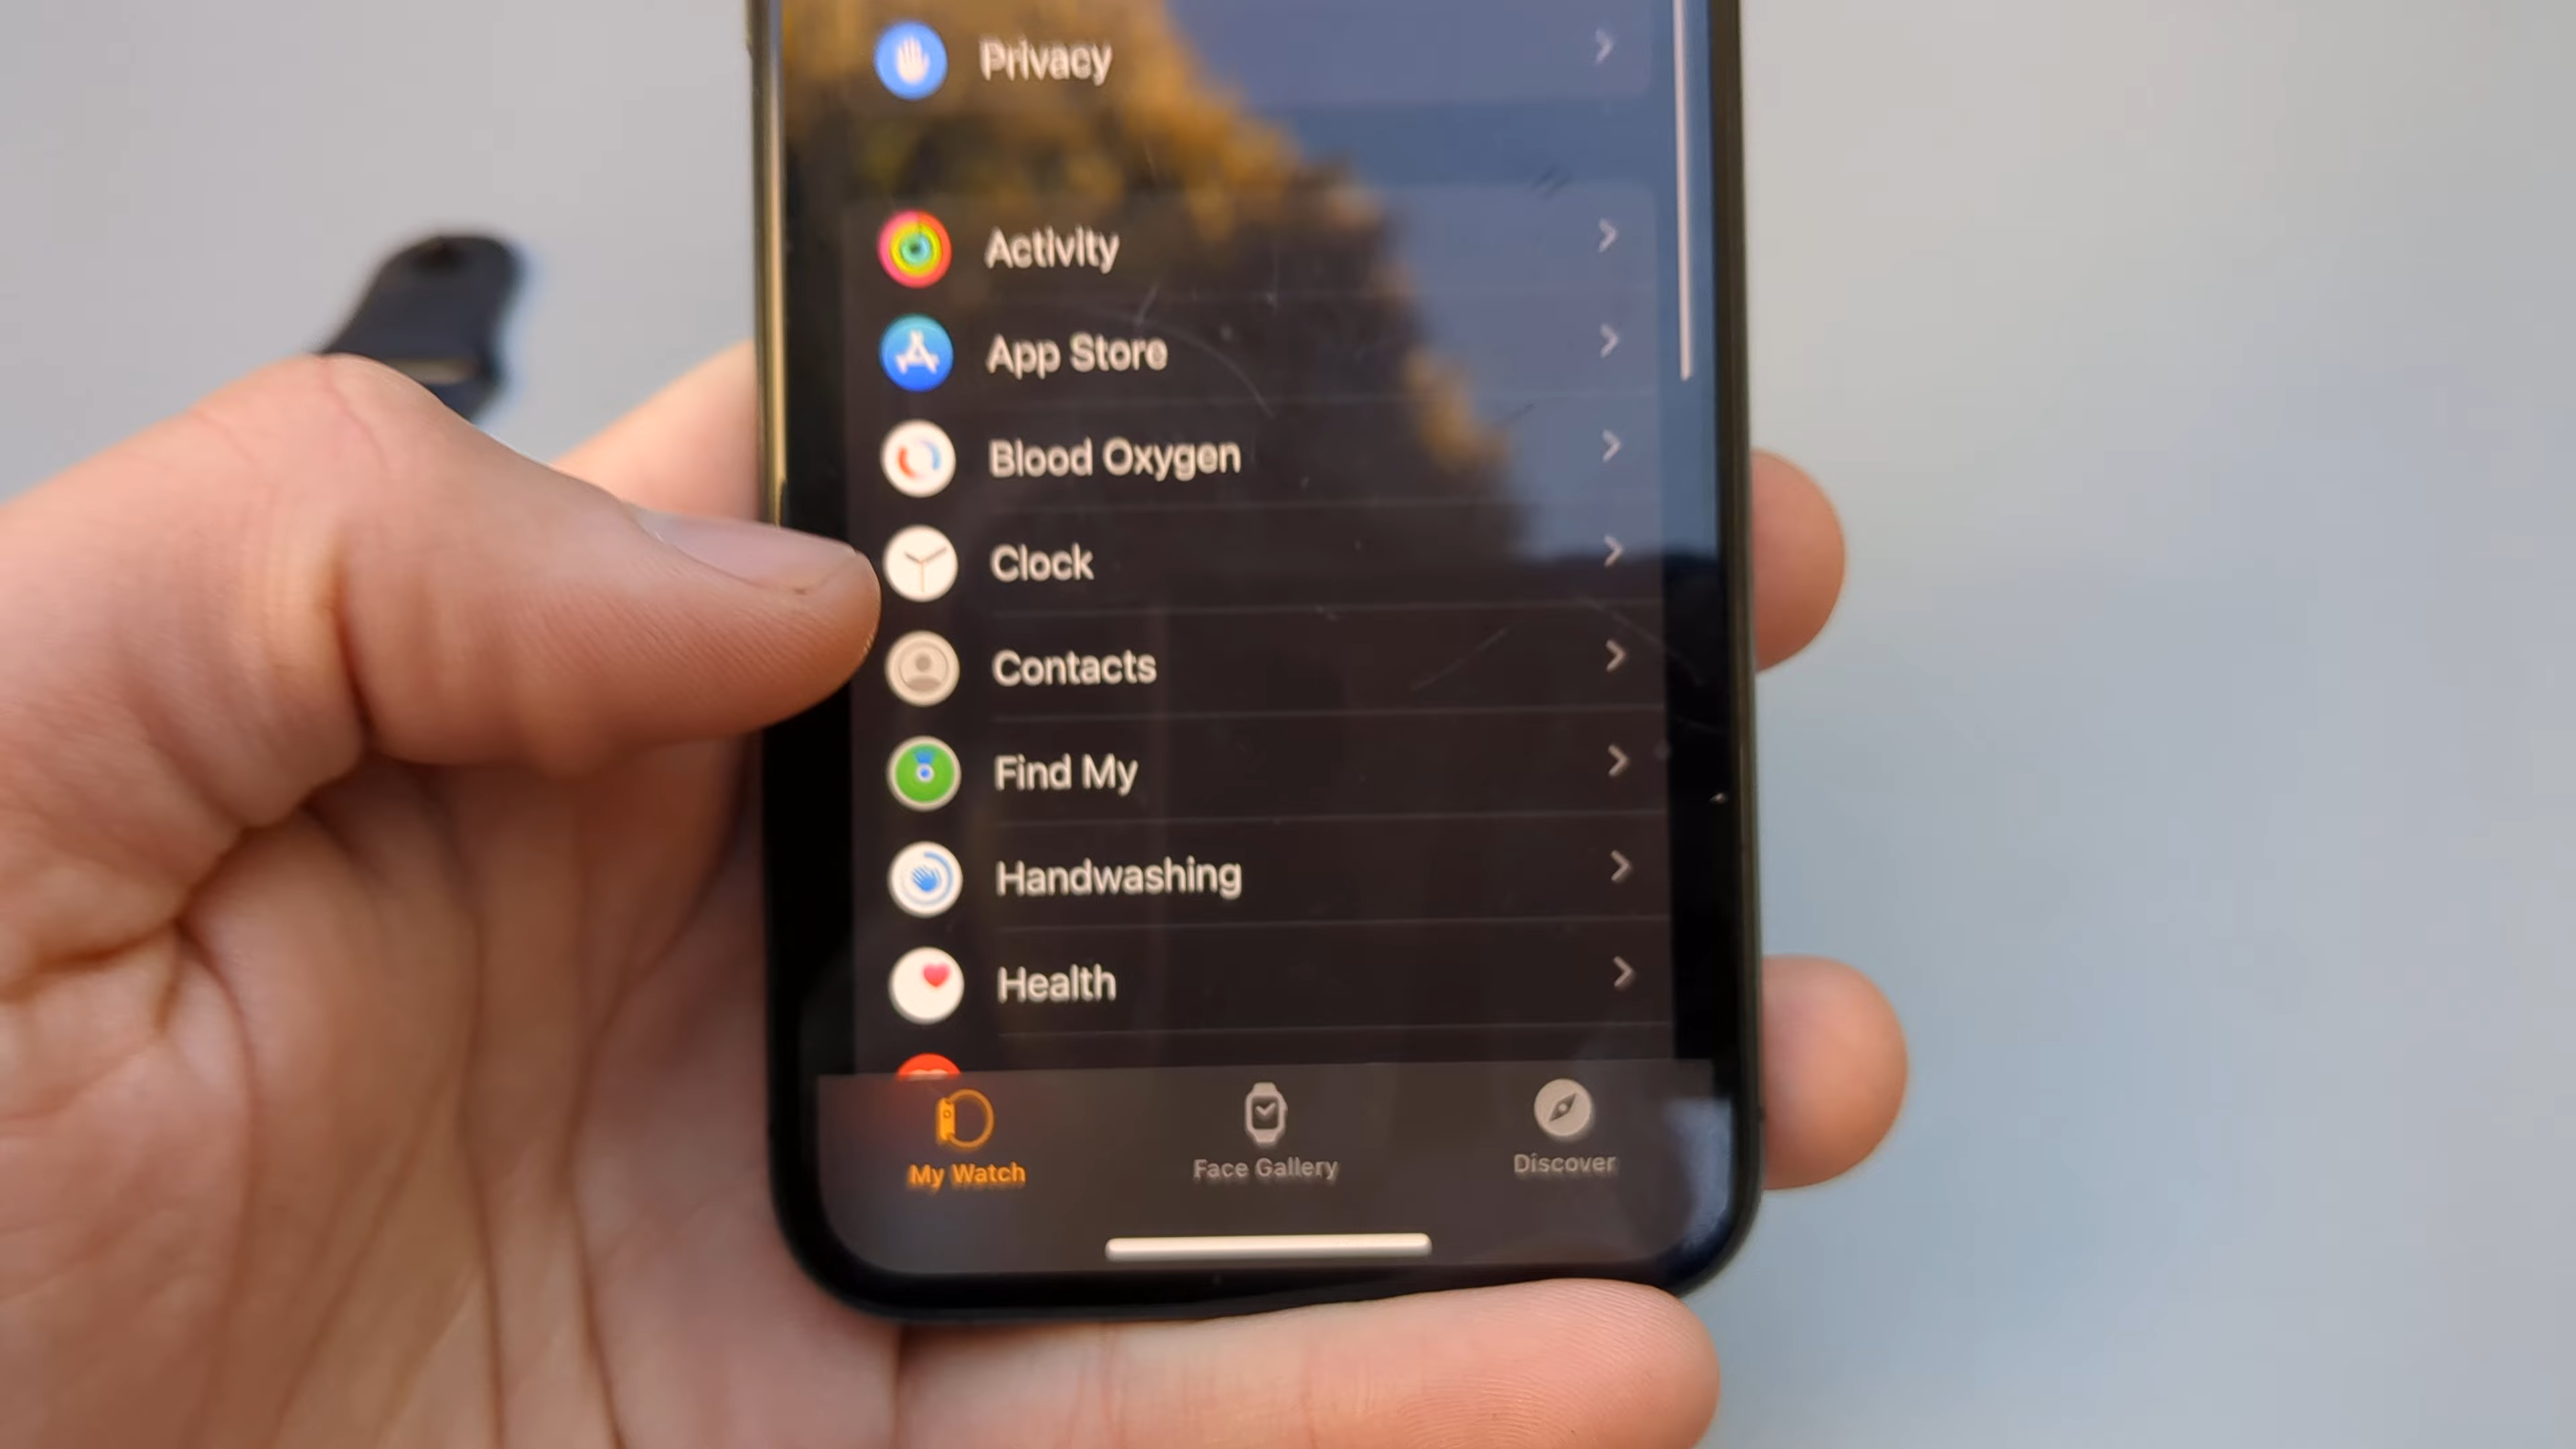 Privacy
Activity
App Store
Blood Oxygen
Clock
Contacts
Find My
Handwashing
Health
My Watch
Face Gallery
Discover